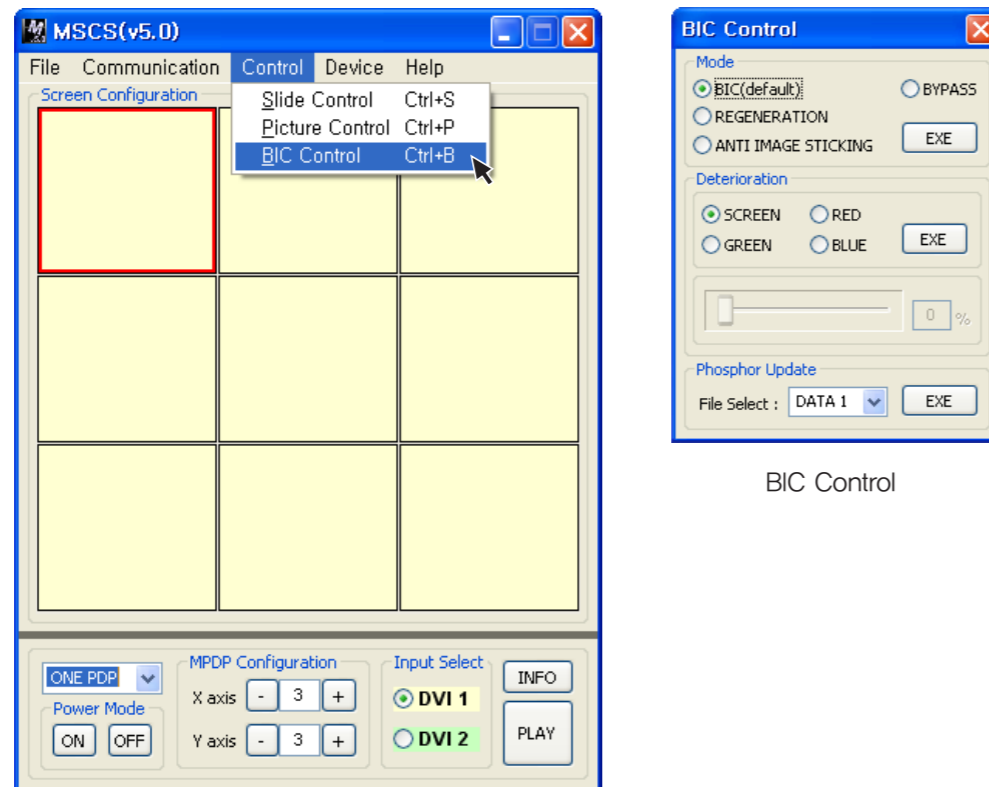 MSCS(v5.0)
File Communication Control Device Help
Screen Configuration
Slide Control Ctrl+S
Picture Control Ctrl+P
BIC Control Ctrl+B
ONE PDP
Power Mode
ON OFF
MPDP Configuration
X axis - 3 +
Y axis - 3 +
Input Select
DVI 1
DVI 2
INFO
PLAY
BIC Control
Mode
BIC(default) BYPASS
REGENERATION
ANTI IMAGE STICKING EXE
Deterioration
SCREEN RED
GREEN BLUE EXE
0 %
Phosphor Update
File Select : DATA 1 EXE
BIC Control